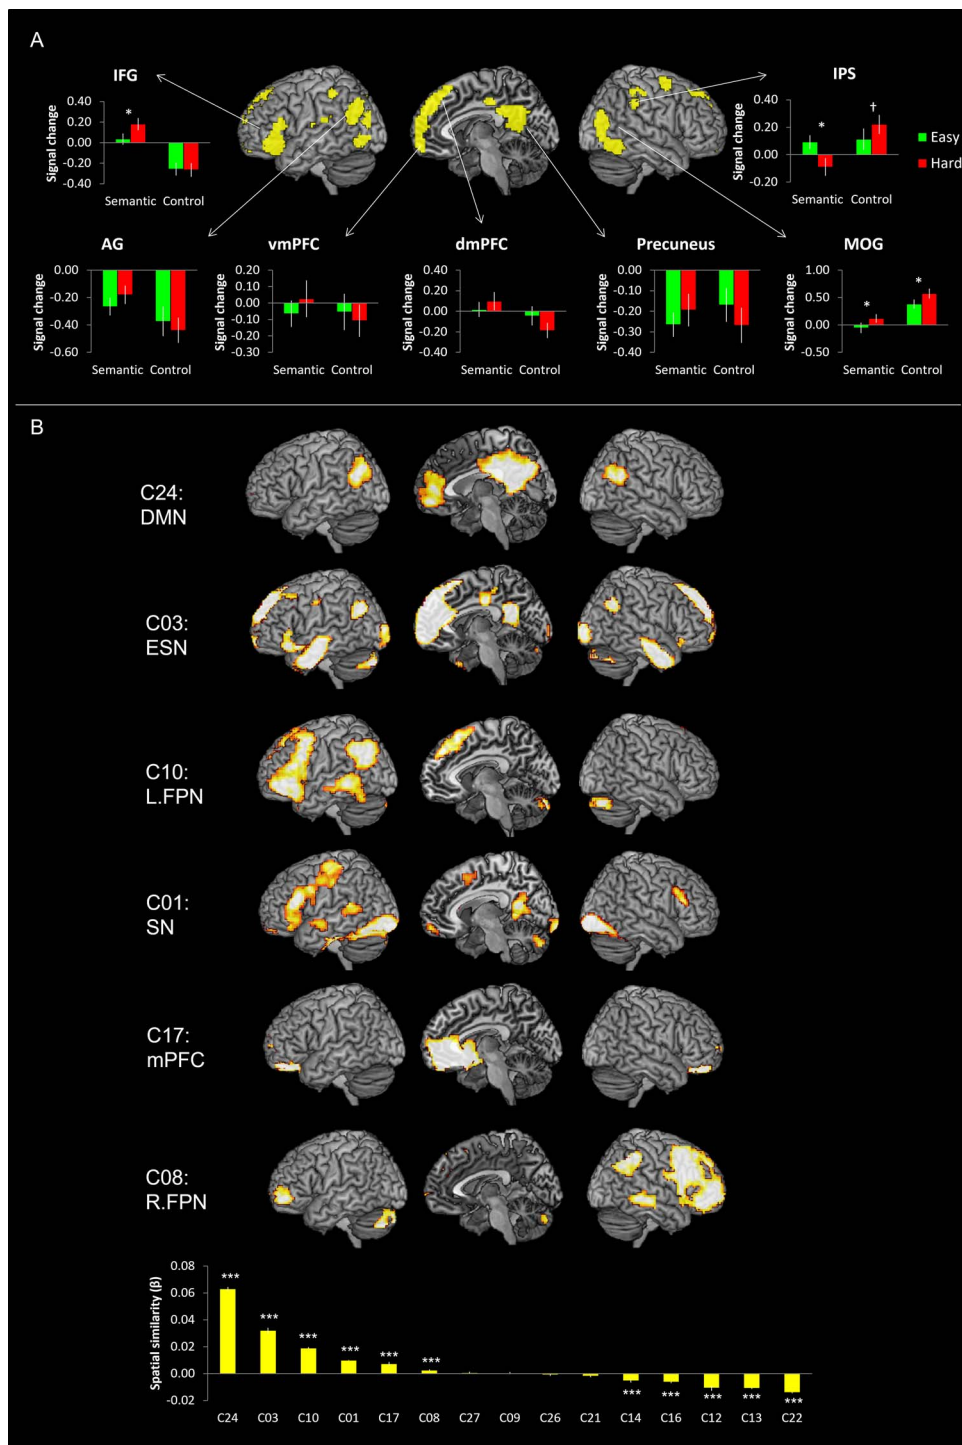 A
IFG
IPS
Signal change
0.40
0.20
0.00
-0.20
-0.40
*
Semantic Control
Signal change
0.40
0.20
0.00
-0.20
*
†
Semantic Control
Easy
Hard
AG
vmPFC
dmPFC
Precuneus
MOG
Signal change
0.00
-0.20
-0.40
-0.60
Semantic Control
Signal change
0.20
0.10
0.00
-0.10
-0.20
-0.30
Semantic Control
Signal change
0.40
0.20
0.00
-0.20
-0.40
Semantic Control
Signal change
0.00
-0.10
-0.20
-0.30
-0.40
Semantic Control
Signal change
1.00
0.50
0.00
-0.50
*
*
Semantic Control
B
C24:
DMN
C03:
ESN
C10:
L.FPN
C01:
SN
C17:
mPFC
C08:
R.FPN
Spatial similarity (β)
0.08
0.06
0.04
0.02
0.00
-0.02
*** *** *** *** *** ***
*** *** *** *** ***
C24 C03 C10 C01 C17 C08 C27 C09 C26 C21 C14 C16 C12 C13 C22